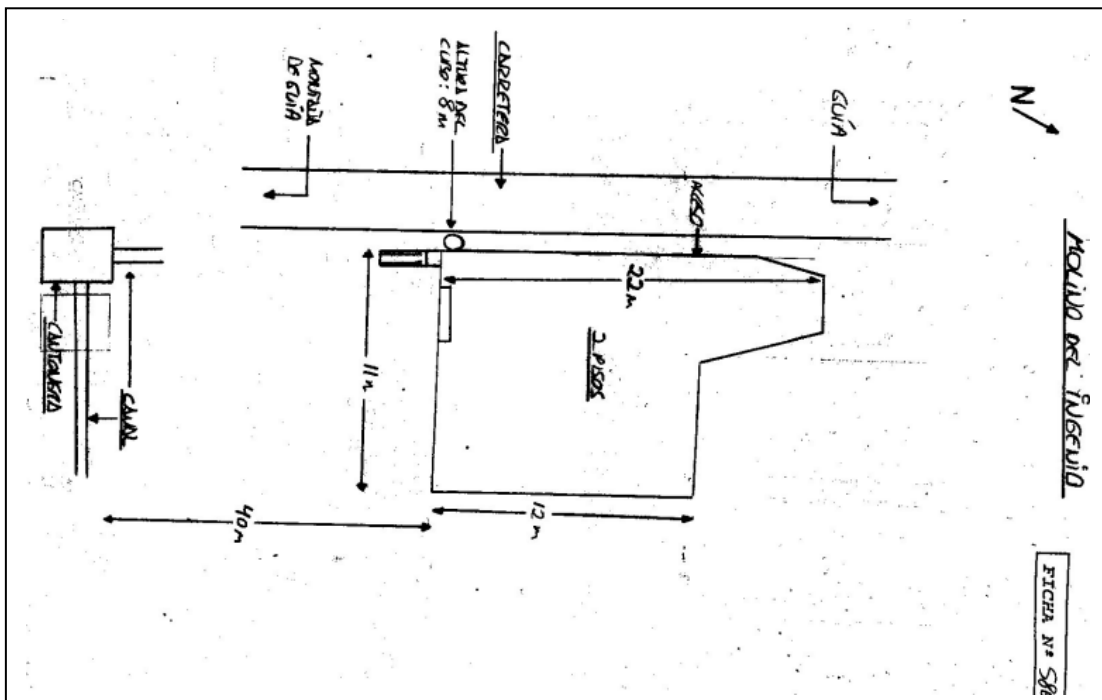 MOLINO DEL INGENIO
FICHA Nº
N
GUÍA
ACCESO
CARRETERA
ALTURA DEL
CUBO: 8 m
MONTAÑA
DE GUÍA
22 m
2 PISOS
11 m
12 m
40 m
CANTONERA
CANAL